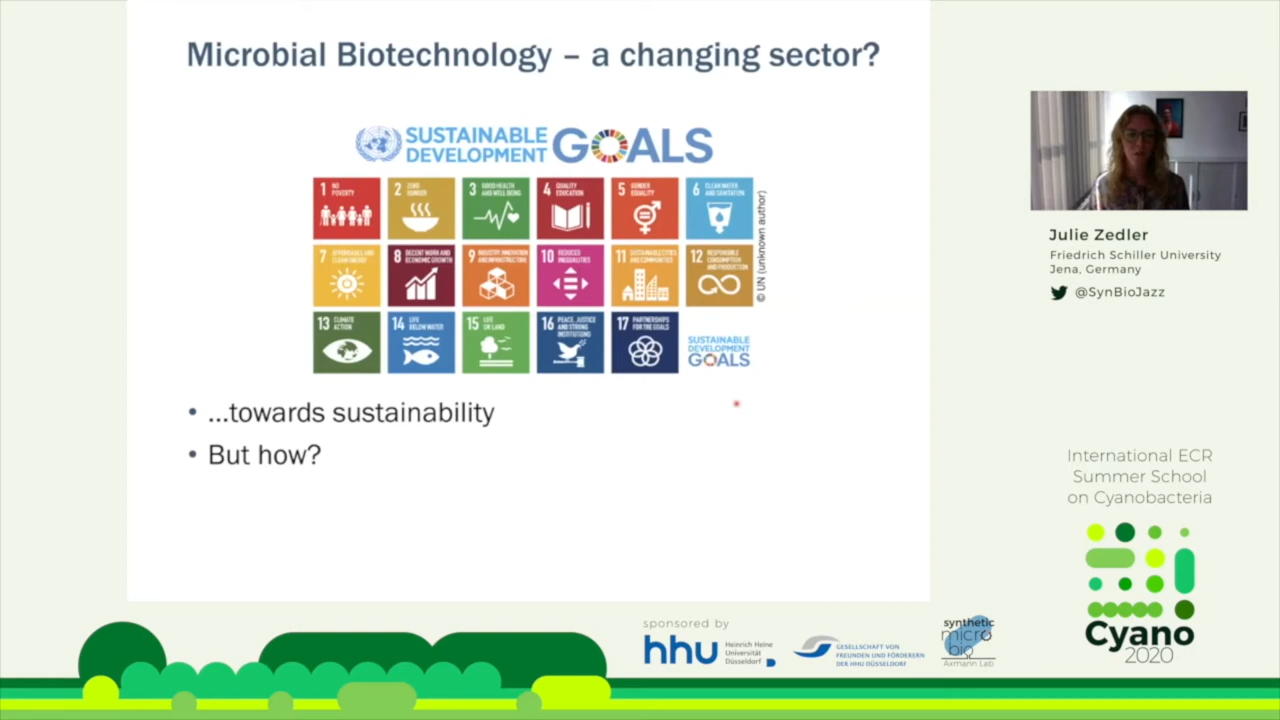 Microbial Biotechnology – a changing sector?
SUSTAINABLE
DEVELOPMENT
GOALS
1 NO
POVERTY
2 ZERO
HUNGER
3 GOOD HEALTH
AND WELL-BEING
4 QUALITY
EDUCATION
5 GENDER
EQUALITY
6 CLEAN WATER
AND SANITATION
7 AFFORDABLE AND
CLEAN ENERGY
8 DECENT WORK AND
ECONOMIC GROWTH
9 INDUSTRY, INNOVATION
AND INFRASTRUCTURE
10 REDUCED
INEQUALITIES
11 SUSTAINABLE CITIES
AND COMMUNITIES
12 RESPONSIBLE
CONSUMPTION
AND PRODUCTION
13 CLIMATE
ACTION
14 LIFE
BELOW WATER
15 LIFE
ON LAND
16 PEACE, JUSTICE
AND STRONG
INSTITUTIONS
17 PARTNERSHIPS
FOR THE GOALS
SUSTAINABLE
DEVELOPMENT
GOALS
© UN (unknown author)
• ...towards sustainability
• But how?
Julie Zedler
Friedrich Schiller University
Jena, Germany
@SynBioJazz
International ECR
Summer School
on Cyanobacteria
Cyano
2020
sponsored by
hhu
Heinrich Heine
Universität
Düsseldorf
GESELLSCHAFT VON
FREUNDEN UND FÖRDERERN
DER HHU DÜSSELDORF
synthetic
micro
bio
Axmann Lab